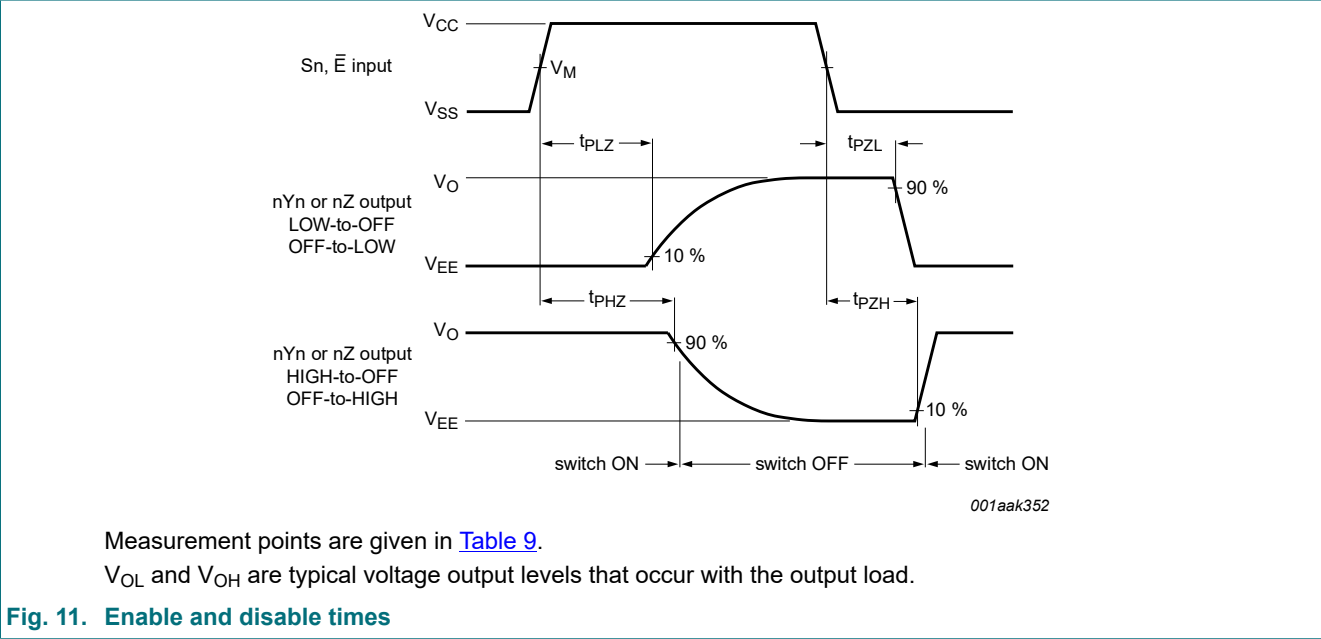 VCC
Sn, E̅ input
VM
VSS
tPLZ
tPZL
VO
90 %
nYn or nZ output
LOW-to-OFF
OFF-to-LOW
10 %
VEE
tPHZ
tPZH
VO
90 %
nYn or nZ output
HIGH-to-OFF
OFF-to-HIGH
10 %
VEE
switch ON
switch OFF
switch ON
001aak352
Measurement points are given in Table 9.
VOL and VOH are typical voltage output levels that occur with the output load.
Fig. 11. Enable and disable times